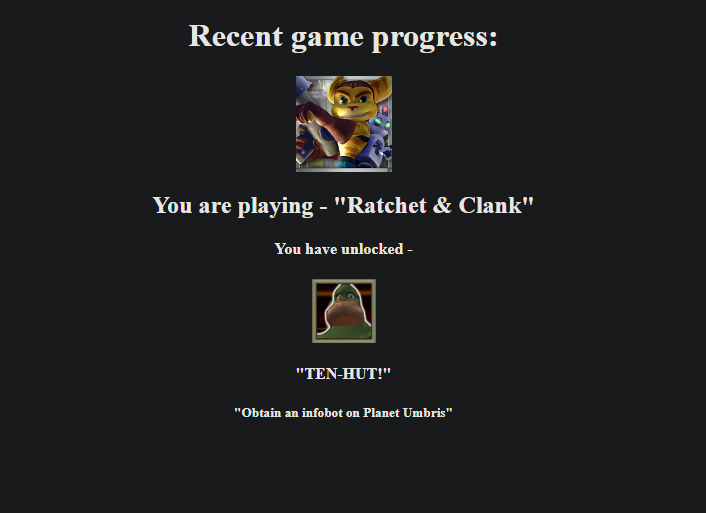 Recent game progress:
You are playing - "Ratchet & Clank"
You have unlocked -
"TEN-HUT!"
"Obtain an infobot on Planet Umbris"